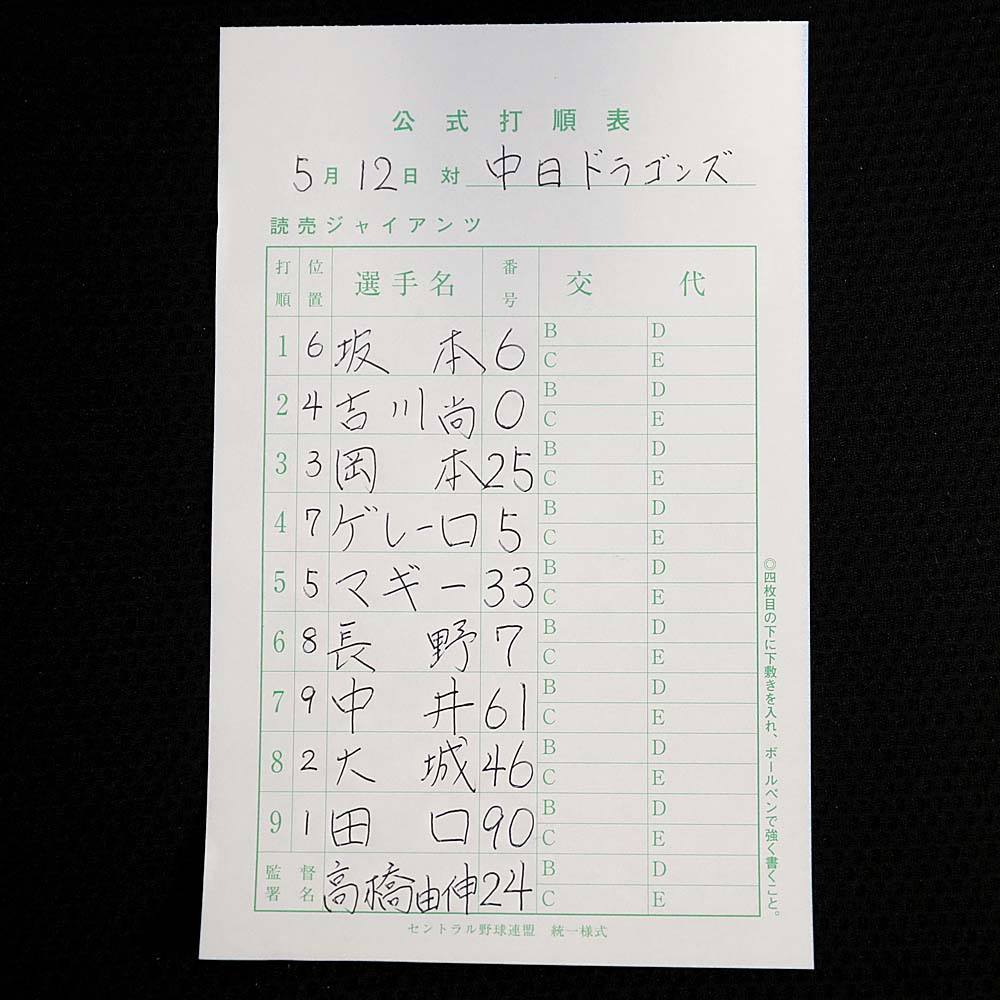 公式打順表
5月12日 対 中日ドラゴンズ
読売ジャイアンツ
打順 位置 選手名 番号 交代
1 6 坂本 6 B D C E
2 4 吉川尚 0 B D C E
3 3 岡本 25 B D C E
4 7 ゲレーロ 5 B D C E
5 5 マギー 33 B D C E
6 8 長野 7 B D C E
7 9 中井 61 B D C E
8 2 大城 46 B D C E
9 1 田口 90 B D C E
監督署名 高橋由伸 24 B D C E
◎四枚目の下に下敷きを入れ、ボールペンで強く書くこと。
セントラル野球連盟 統一様式